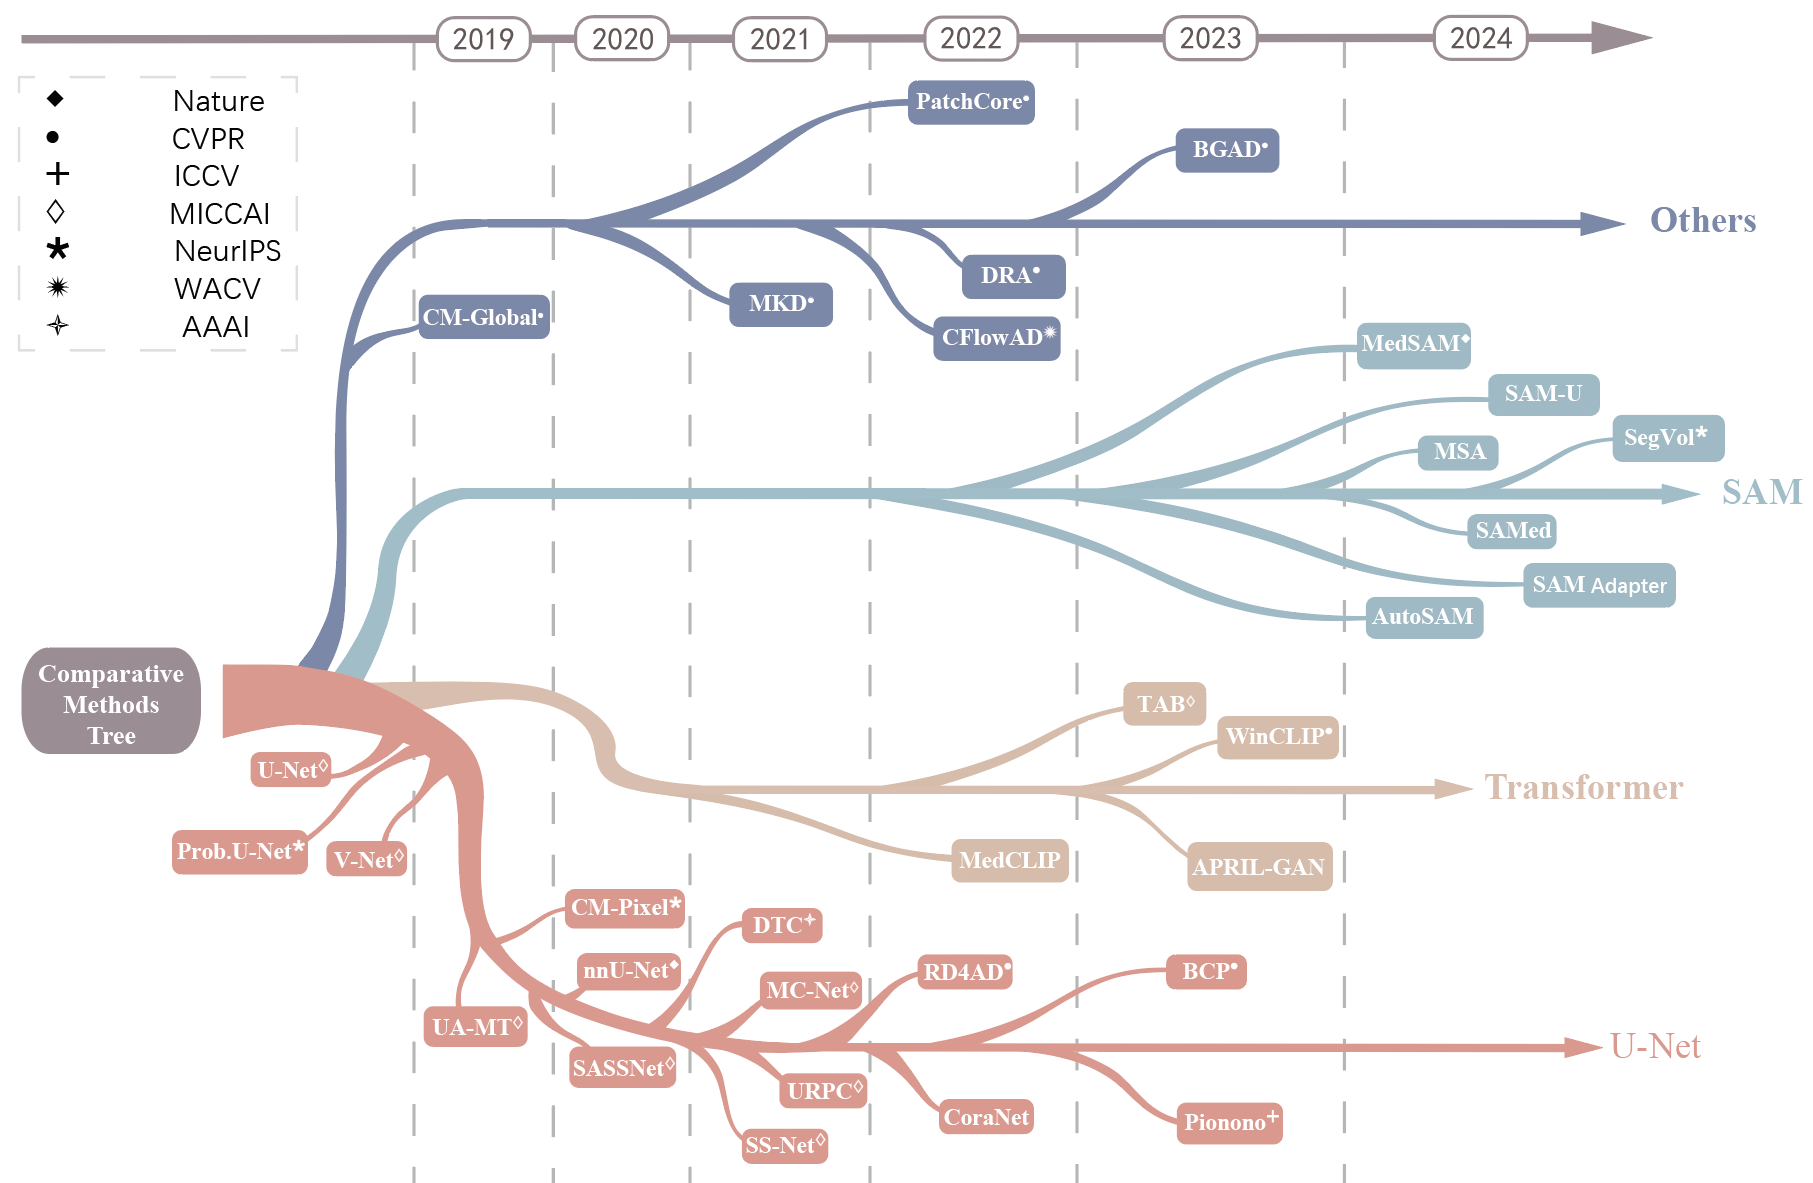 2019
2020
2021
2022
2023
2024
◆ Nature
● CVPR
+ ICCV
◇ MICCAI
* NeurIPS
✹ WACV
✧ AAAI
PatchCore●
BGAD●
Others
DRA●
MKD●
CM-Global●
CFlowAD✹
MedSAM◆
SAM-U
SegVol*
MSA
SAM
SAMed
SAM Adapter
AutoSAM
Comparative
Methods
Tree
TAB◇
WinCLIP●
Transformer
MedCLIP
APRIL-GAN
U-Net◇
Prob.U-Net*
V-Net◇
CM-Pixel*
DTC✧
nnU-Net◆
MC-Net◇
RD4AD●
BCP●
UA-MT◇
U-Net
SASSNet◇
URPC◇
CoraNet
Pionono+
SS-Net◇